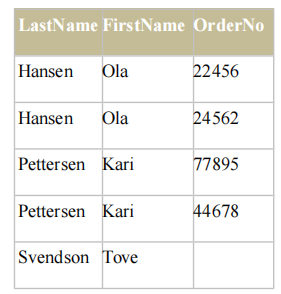 LastName FirstName OrderNo
Hansen Ola 22456
Hansen Ola 24562
Pettersen Kari 77895
Pettersen Kari 44678
Svendson Tove